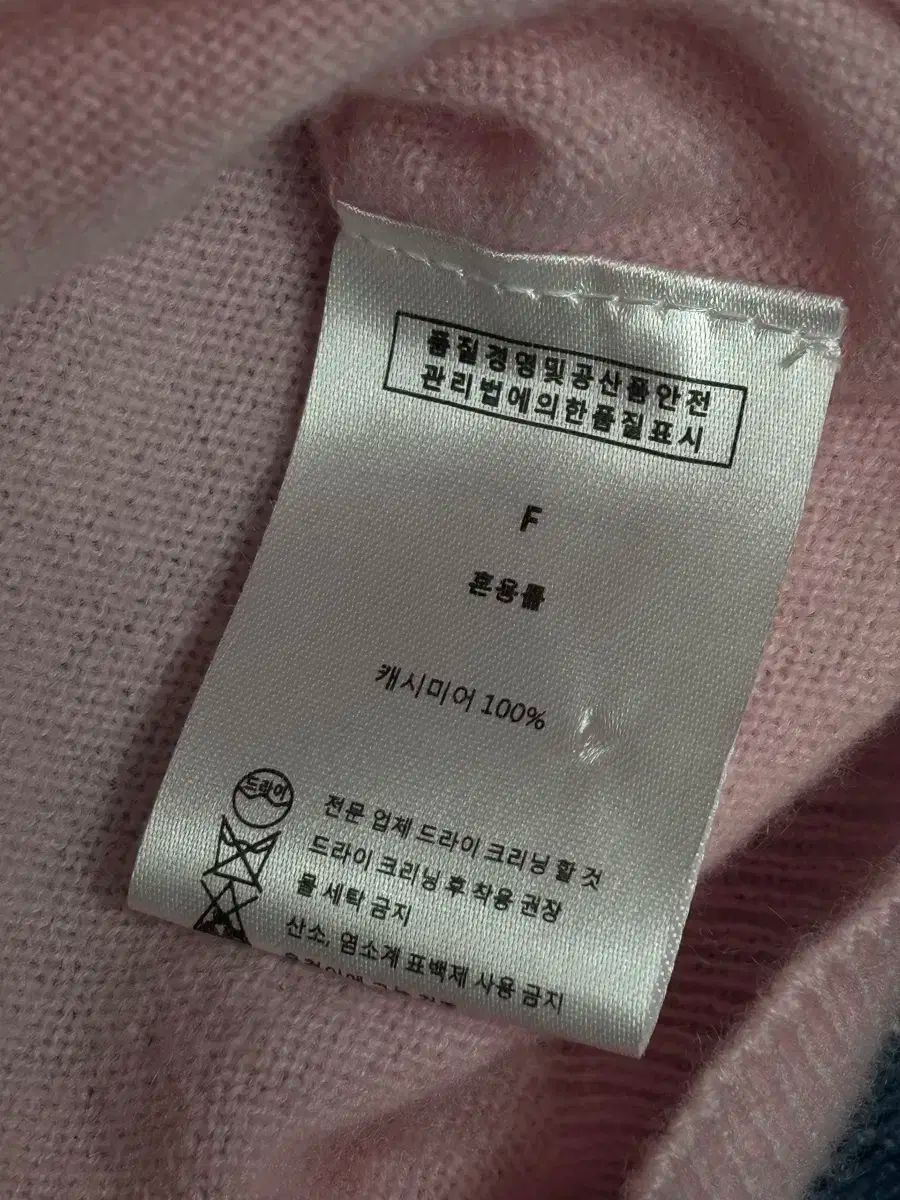 품질경영및공산품안전
관리법에의한품질표시
F
혼용률
캐시미어 100%
드라이
전문 업제 드라이 크리닝 할 것
드라이 크리닝 후 착용 권장
물 세탁 금지
산소, 염소계 표백제 사용 금지